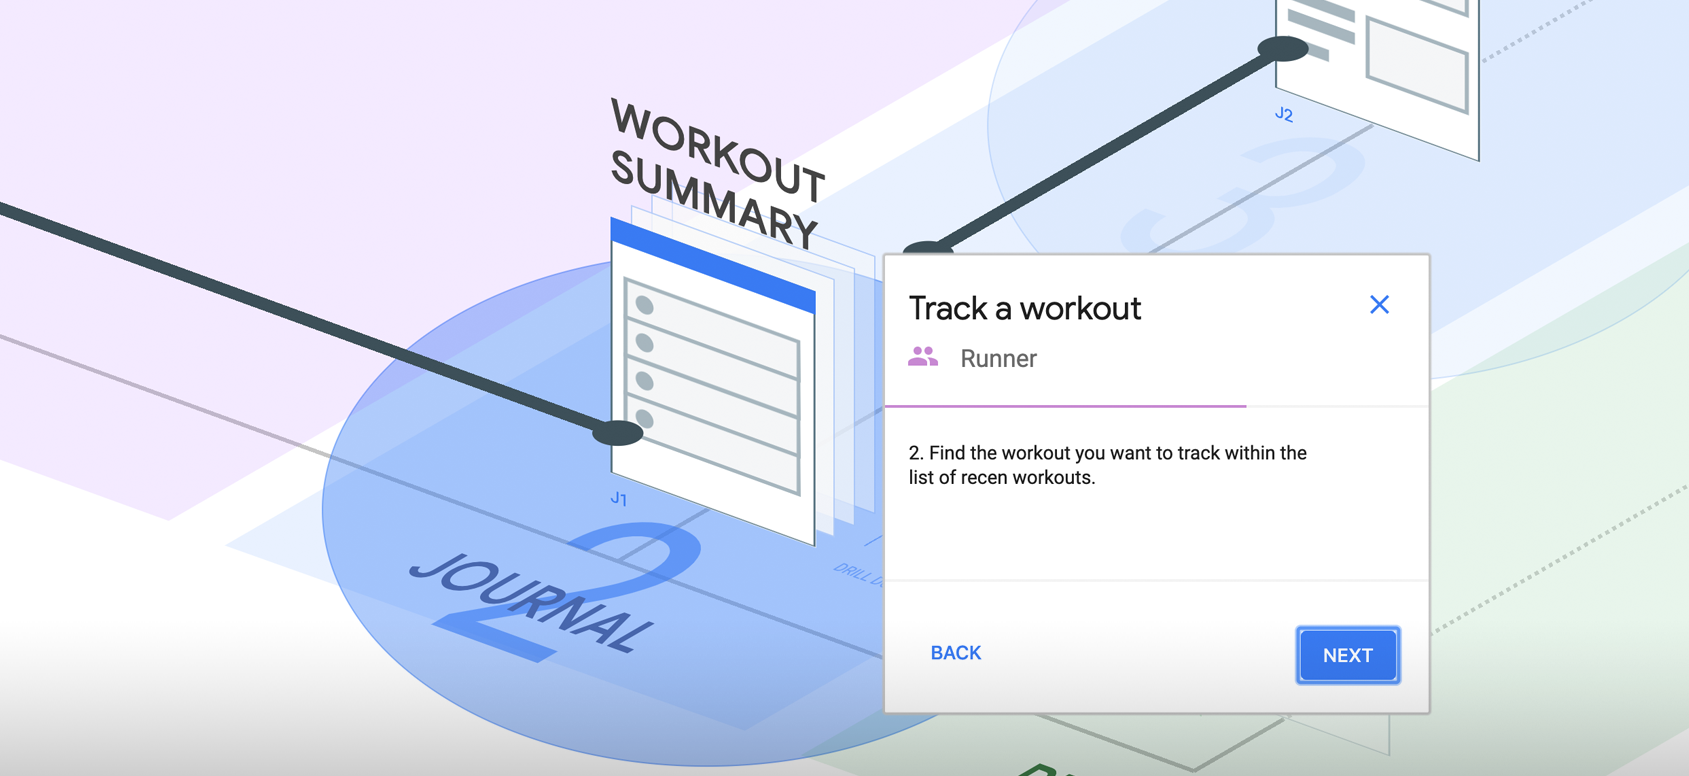 WORKOUT
SUMMARY
J1
2
JOURNAL
DRILL
J2
3
Track a workout
Runner
2. Find the workout you want to track within the
list of recen workouts.
BACK
NEXT